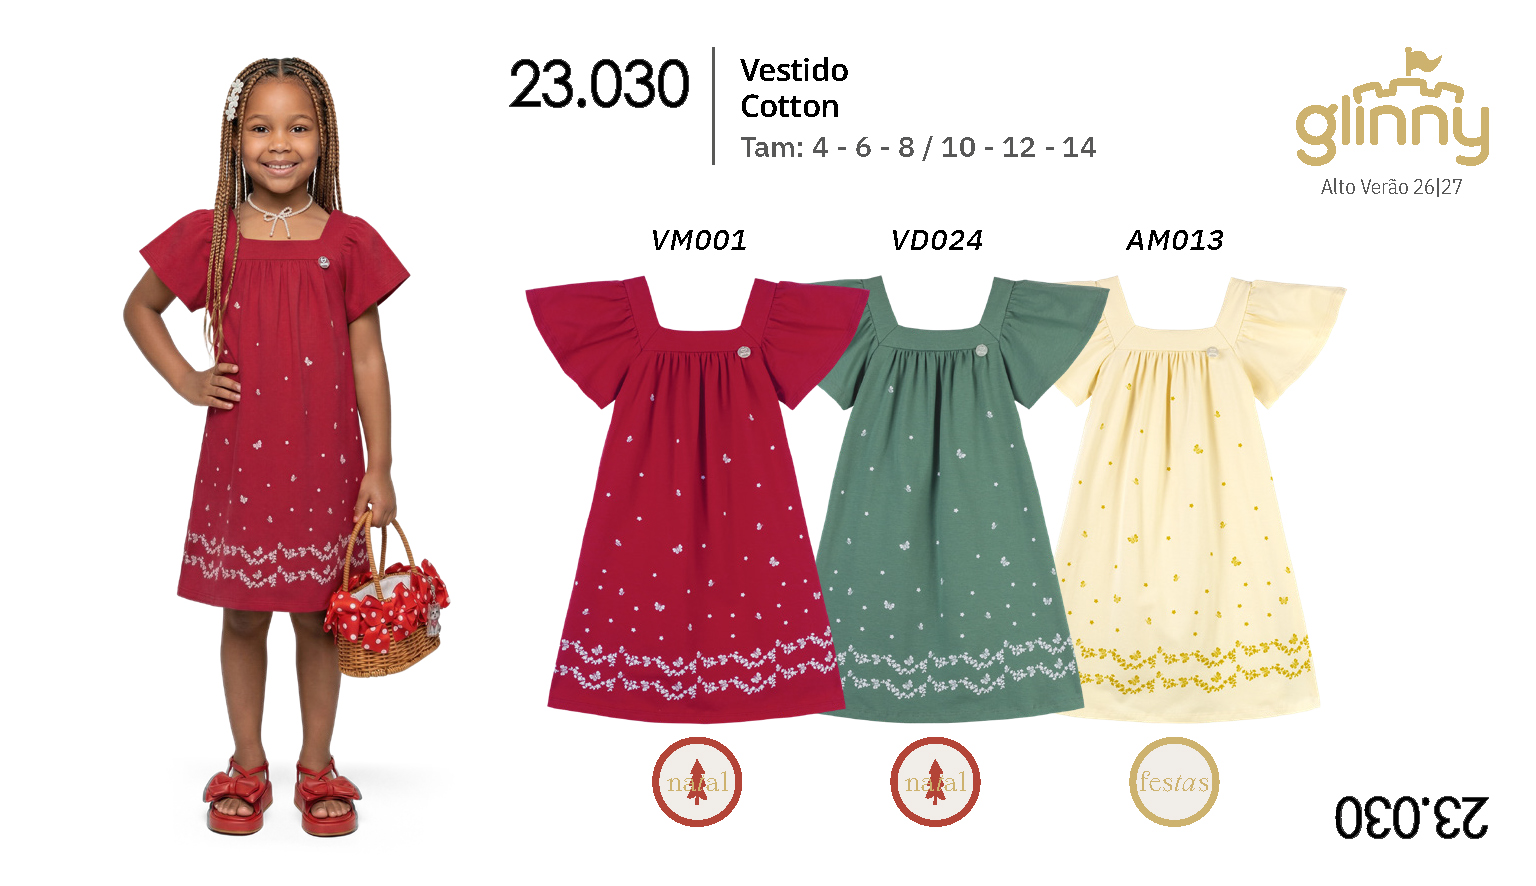 23.030
Vestido
Cotton
Tam: 4 - 6 - 8 / 10 - 12 - 14
glinny
Alto Verão 26|27
VM001
VD024
AM013
natal
natal
festas
23.030